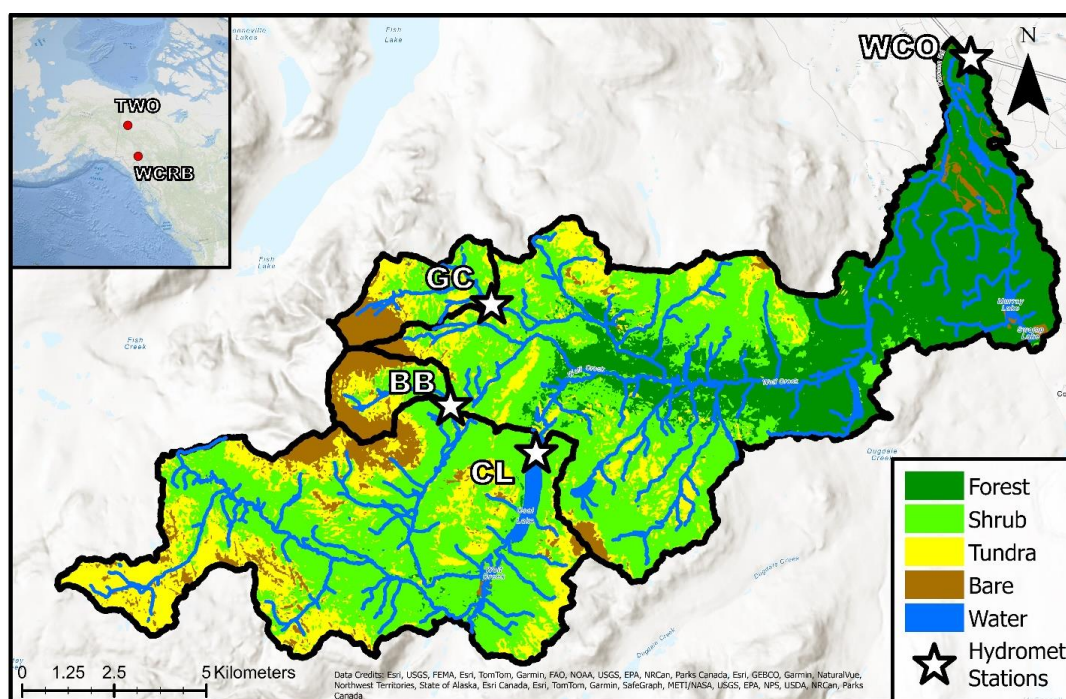 TWO
WCRB
Fish
Lake
Fish
Lake
WCO
N
GC
Fish Creek
BB
CL
Coal
Lake
Wolf Creek
Wolf Creek
Murray
Lake
Dugdale
Creek
Dugdale Creek
Dugdale Creek
Forest
Shrub
Tundra
Bare
Water
Hydromet
Stations
0 1.25 2.5 5 Kilometers
Data Credits: Esri, USGS, FEMA, Esri, TomTom, Garmin, FAO, NOAA, USGS, EPA, NRCan, Parks Canada, Esri, GEBCO, Garmin, NaturalVue,
Northwest Territories, State of Alaska, Esri Canada, Esri, TomTom, Garmin, SafeGraph, METI/NASA, USGS, EPA, NPS, USDA, NRCan, Parks
Canada